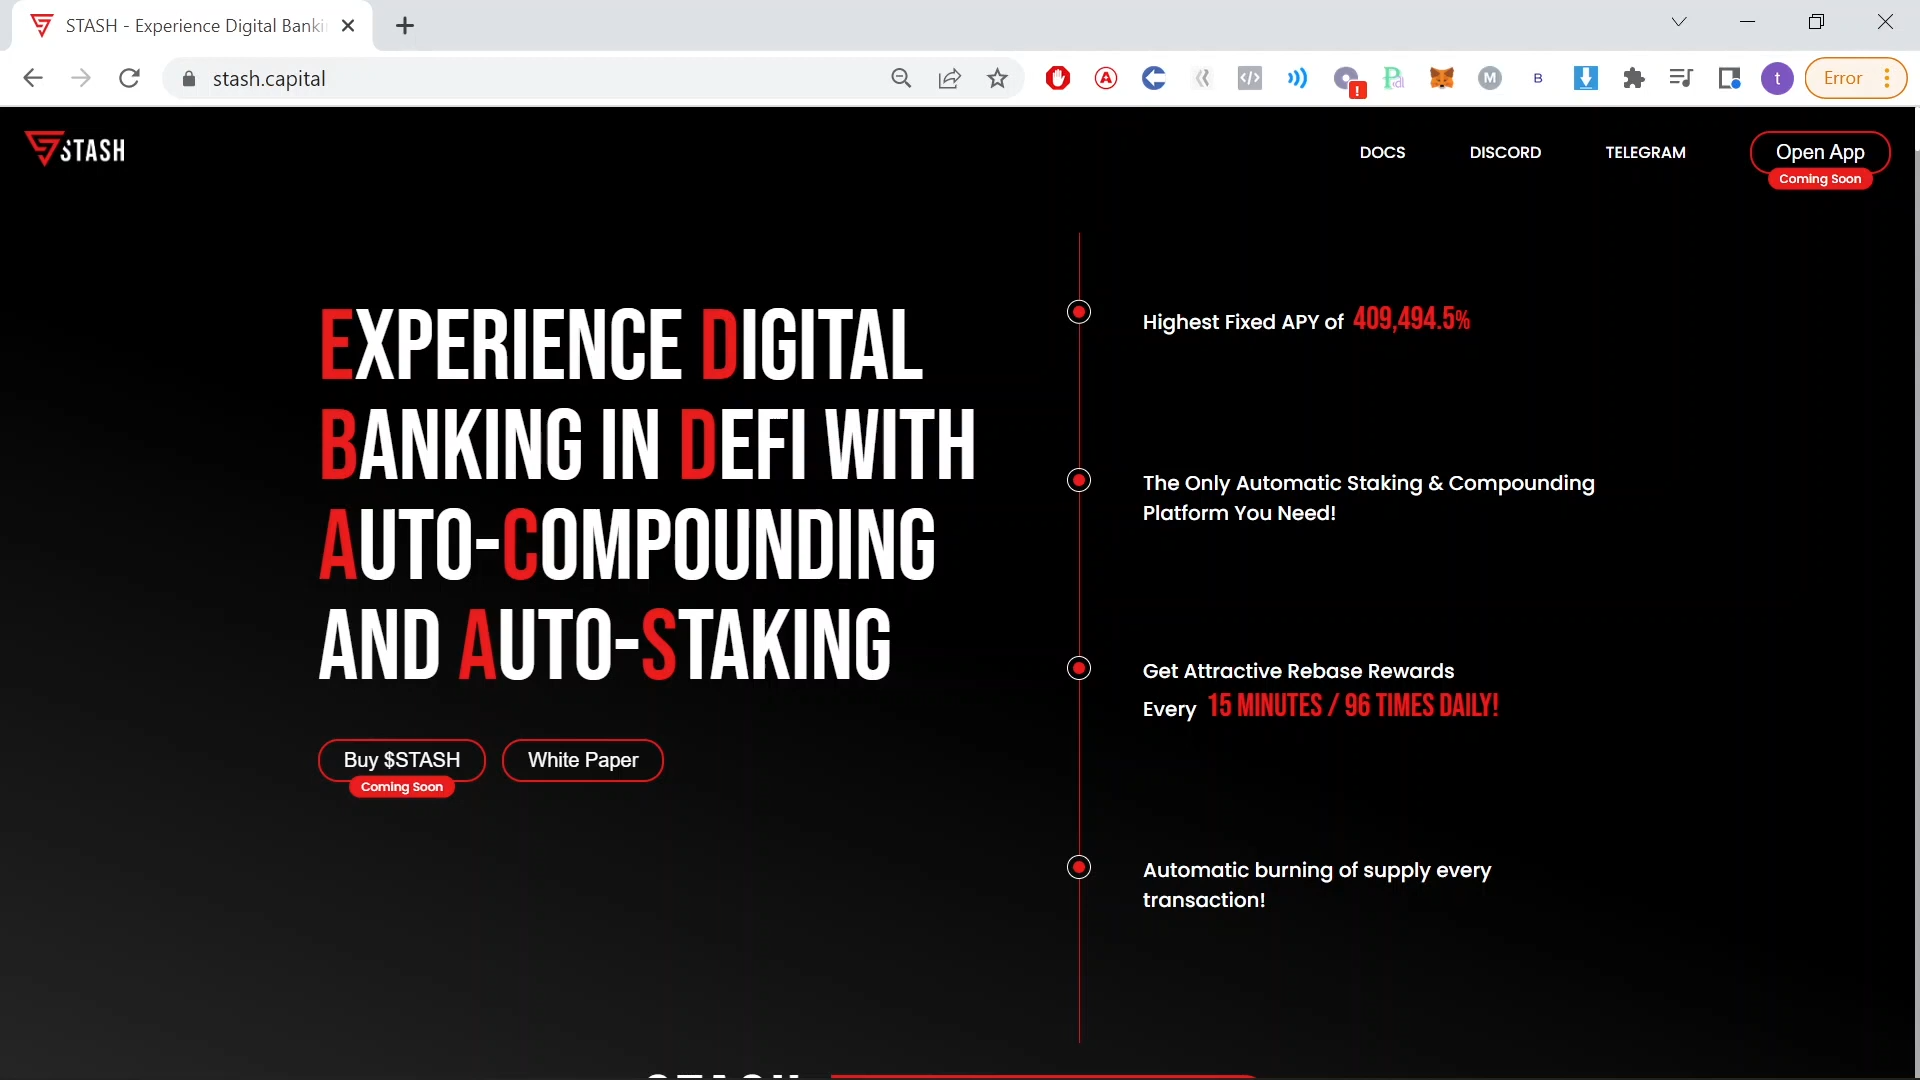 STASH - Experience Digital Banki
stash.capital
Error
STASH
DOCS
DISCORD
TELEGRAM
Open App
Coming Soon
EXPERIENCE DIGITAL
BANKING IN DEFI WITH
AUTO-COMPOUNDING
AND AUTO-STAKING
Buy $STASH
Coming Soon
White Paper
Highest Fixed APY of 409,494.5%
The Only Automatic Staking & Compounding
Platform You Need!
Get Attractive Rebase Rewards
Every 15 MINUTES / 96 TIMES DAILY!
Automatic burning of supply every
transaction!